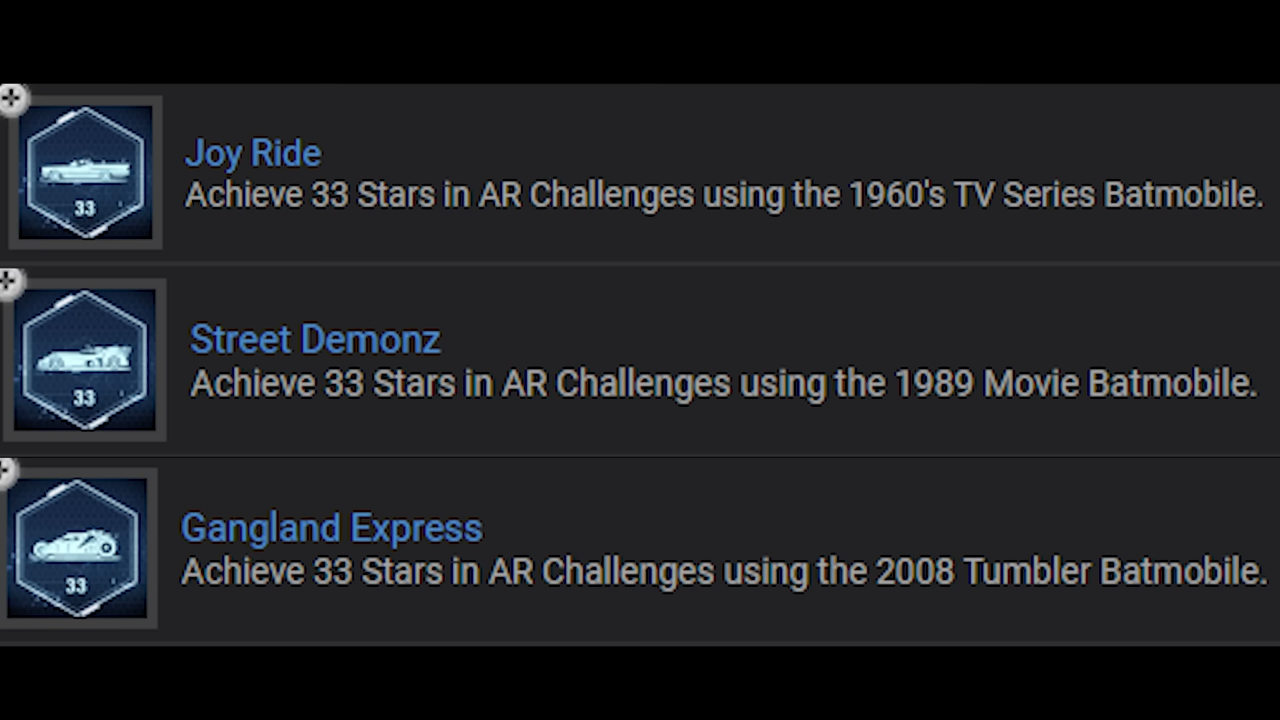 Joy Ride
Achieve 33 Stars in AR Challenges using the 1960's TV Series Batmobile.
33
Street Demonz
Achieve 33 Stars in AR Challenges using the 1989 Movie Batmobile.
33
Gangland Express
Achieve 33 Stars in AR Challenges using the 2008 Tumbler Batmobile.
33